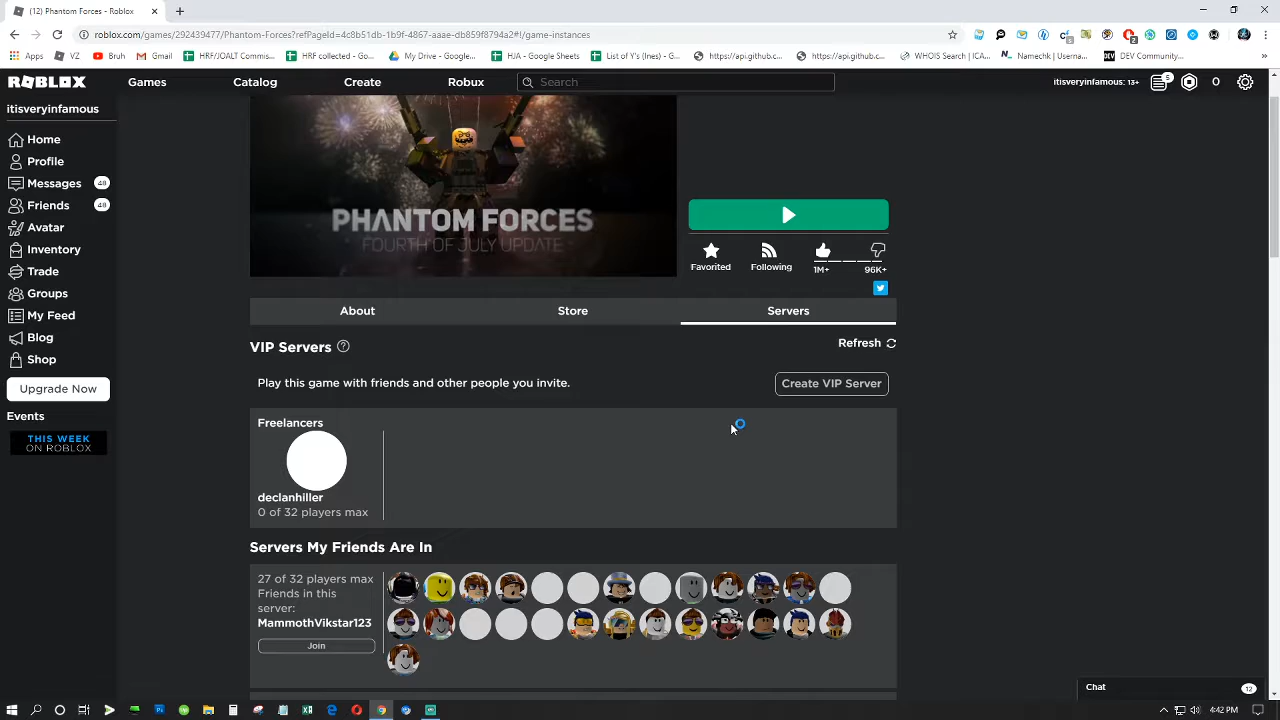 (12) Phantom Forces - Roblox
roblox.com/games/292439477/Phantom-Forces?refPageId=4c8b51db-1b9f-4867-aaae-db859f8794a2#!/game-instances
Apps VZ Bruh Gmail HRF/JOALT Commis... HRF collected - Go... My Drive - Google... HJA - Google Sheets List of Y's (Ines) - G... https://api.github.c... https://api.github.c... WHOIS Search | ICA... Namechk | Userna... DEV Community...
ROBLOX Games Catalog Create Robux Search itisveryinfamous: 13+ 5 0
itisveryinfamous
Home
Profile
Messages 48
Friends 48
Avatar
Inventory
Trade
Groups
My Feed
Blog
Shop
Upgrade Now
Events
THIS WEEK
ON ROBLOX
PHANTOM FORCES
FOURTH OF JULY UPDATE
Favorited Following 1M+ 96K+
About Store Servers
VIP Servers Refresh
Play this game with friends and other people you invite. Create VIP Server
Freelancers
declanhiller
0 of 32 players max
Servers My Friends Are In
27 of 32 players max
Friends in this
server:
MammothVikstar123
Join
Chat 12
4:42 PM